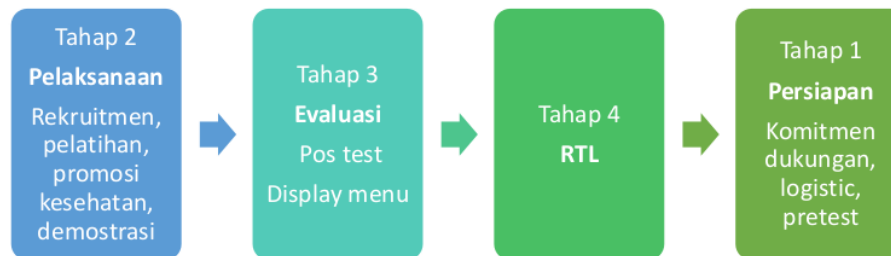 Tahap 2
Pelaksanaan
Rekruitmen,
pelatihan,
promosi
kesehatan,
demostrasi
Tahap 3
Evaluasi
Pos test
Display menu
Tahap 4
RTL
Tahap 1
Persiapan
Komitmen
dukungan,
logistic,
pretest